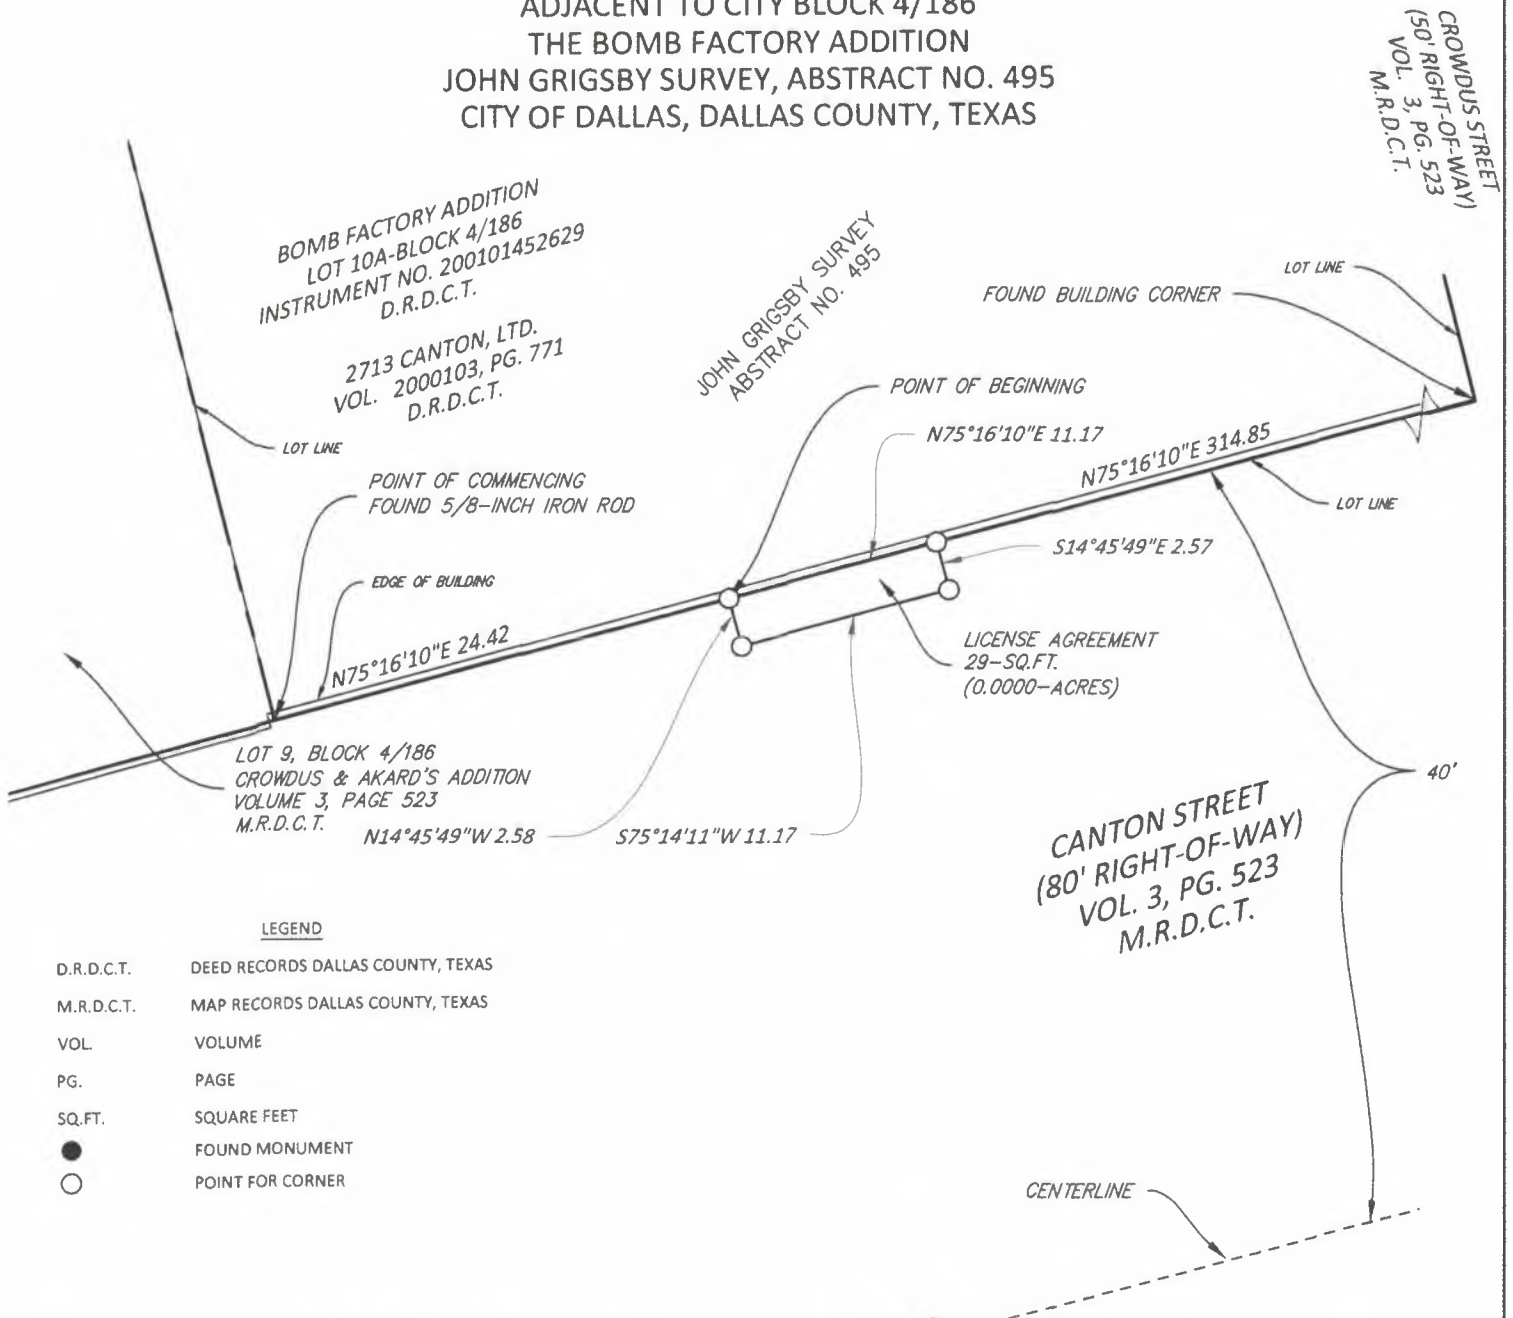 ADJACENT TO CITY BLOCK 4/186
THE BOMB FACTORY ADDITION
JOHN GRIGSBY SURVEY, ABSTRACT NO. 495
CITY OF DALLAS, DALLAS COUNTY, TEXAS
CROWDUS STREET
(50' RIGHT-OF-WAY)
VOL. 3, PG. 523
M.R.D.C.T.
BOMB FACTORY ADDITION
LOT 10A-BLOCK 4/186
INSTRUMENT NO. 200101452629
D.R.D.C.T.
2713 CANTON, LTD.
VOL. 2000103, PG. 771
D.R.D.C.T.
JOHN GRIGSBY SURVEY
ABSTRACT NO. 495
LOT LINE
FOUND BUILDING CORNER
POINT OF BEGINNING
N75°16'10"E 11.17
N75°16'10"E 314.85
LOT LINE
LOT LINE
POINT OF COMMENCING
FOUND 5/8-INCH IRON ROD
S14°45'49"E 2.57
EDGE OF BUILDING
N75°16'10"E 24.42
LICENSE AGREEMENT
29-SQ.FT.
(0.0000-ACRES)
LOT 9, BLOCK 4/186
CROWDUS & AKARD'S ADDITION
VOLUME 3, PAGE 523
M.R.D.C.T.
N14°45'49"W 2.58
S75°14'11"W 11.17
40'
CANTON STREET
(80' RIGHT-OF-WAY)
VOL. 3, PG. 523
M.R.D.C.T.
LEGEND
D.R.D.C.T. DEED RECORDS DALLAS COUNTY, TEXAS
M.R.D.C.T. MAP RECORDS DALLAS COUNTY, TEXAS
VOL. VOLUME
PG. PAGE
SQ.FT. SQUARE FEET
FOUND MONUMENT
POINT FOR CORNER
CENTERLINE